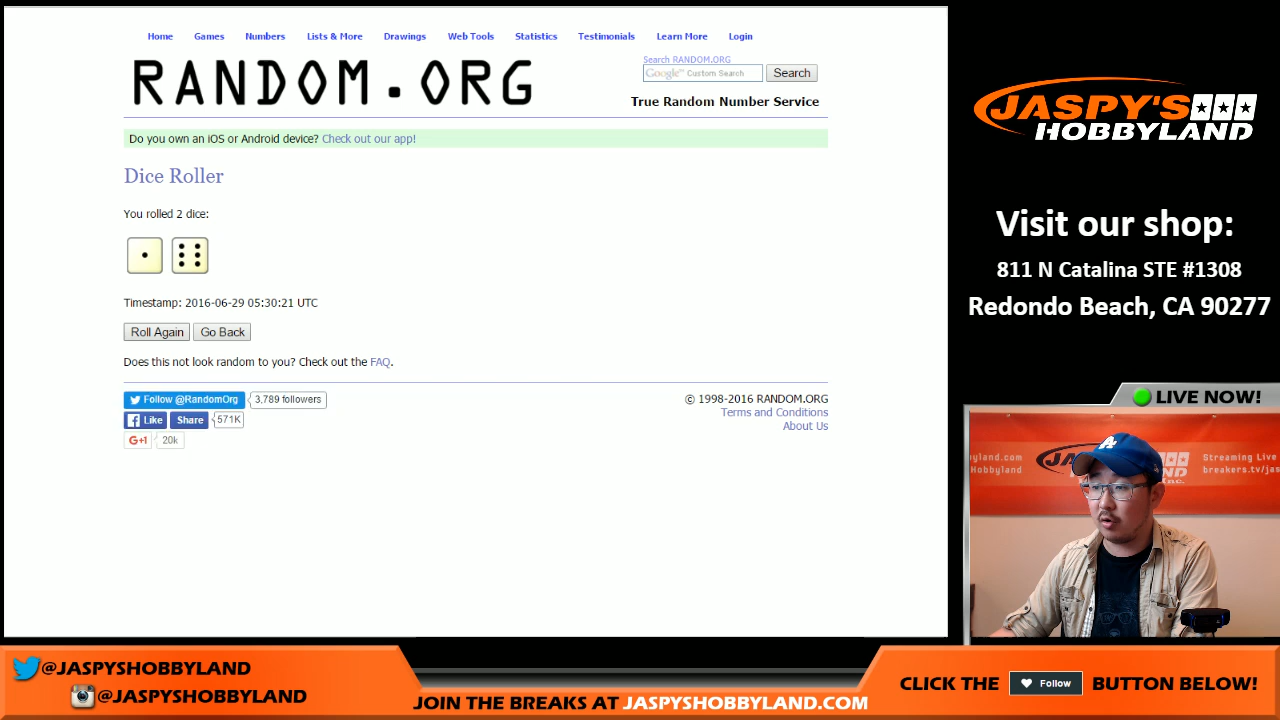 Home Games Numbers Lists & More Drawings Web Tools Statistics Testimonials Learn More Login
RANDOM.ORG
Search RANDOM.ORG
Google™ Custom Search Search
True Random Number Service
Do you own an iOS or Android device? Check out our app!
Dice Roller
You rolled 2 dice:
Timestamp: 2016-06-29 05:30:21 UTC
Roll Again Go Back
Does this not look random to you? Check out the FAQ.
Follow @RandomOrg 3,789 followers
Like Share 571K
G+1 20k
© 1998-2016 RANDOM.ORG
Terms and Conditions
About Us
JASPY'S
HOBBYLAND
Visit our shop:
811 N Catalina STE #1308
Redondo Beach, CA 90277
LIVE NOW!
Streaming Live
@JASPYSHOBBYLAND
@JASPYSHOBBYLAND
JOIN THE BREAKS AT JASPYSHOBBYLAND.COM
CLICK THE Follow BUTTON BELOW!